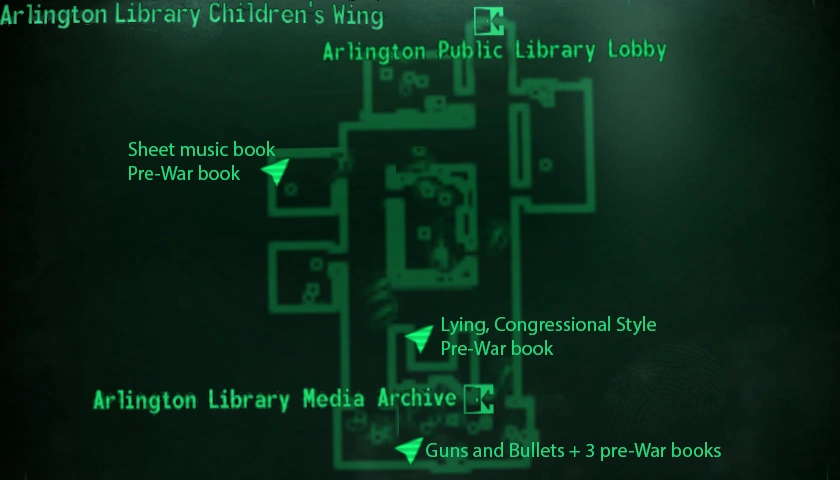 Arlington Library Children's Wing
Arlington Public Library Lobby
Sheet music book
Pre-War book
Lying, Congressional Style
Pre-War book
Arlington Library Media Archive
Guns and Bullets + 3 pre-War books